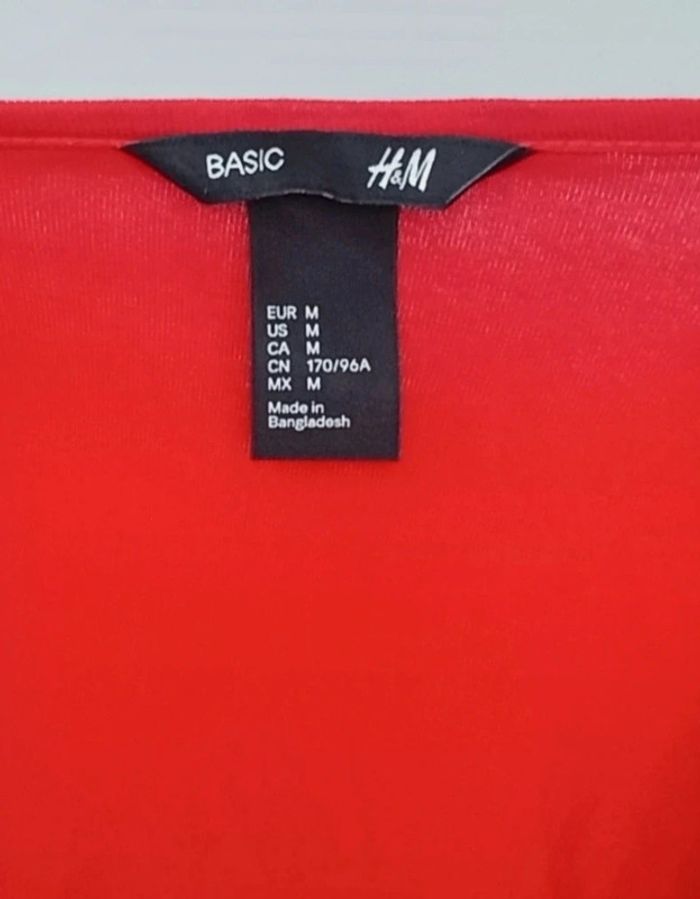 BASIC H&M
EUR M
US M
CA M
CN 170/96A
MX M
Made in
Bangladesh